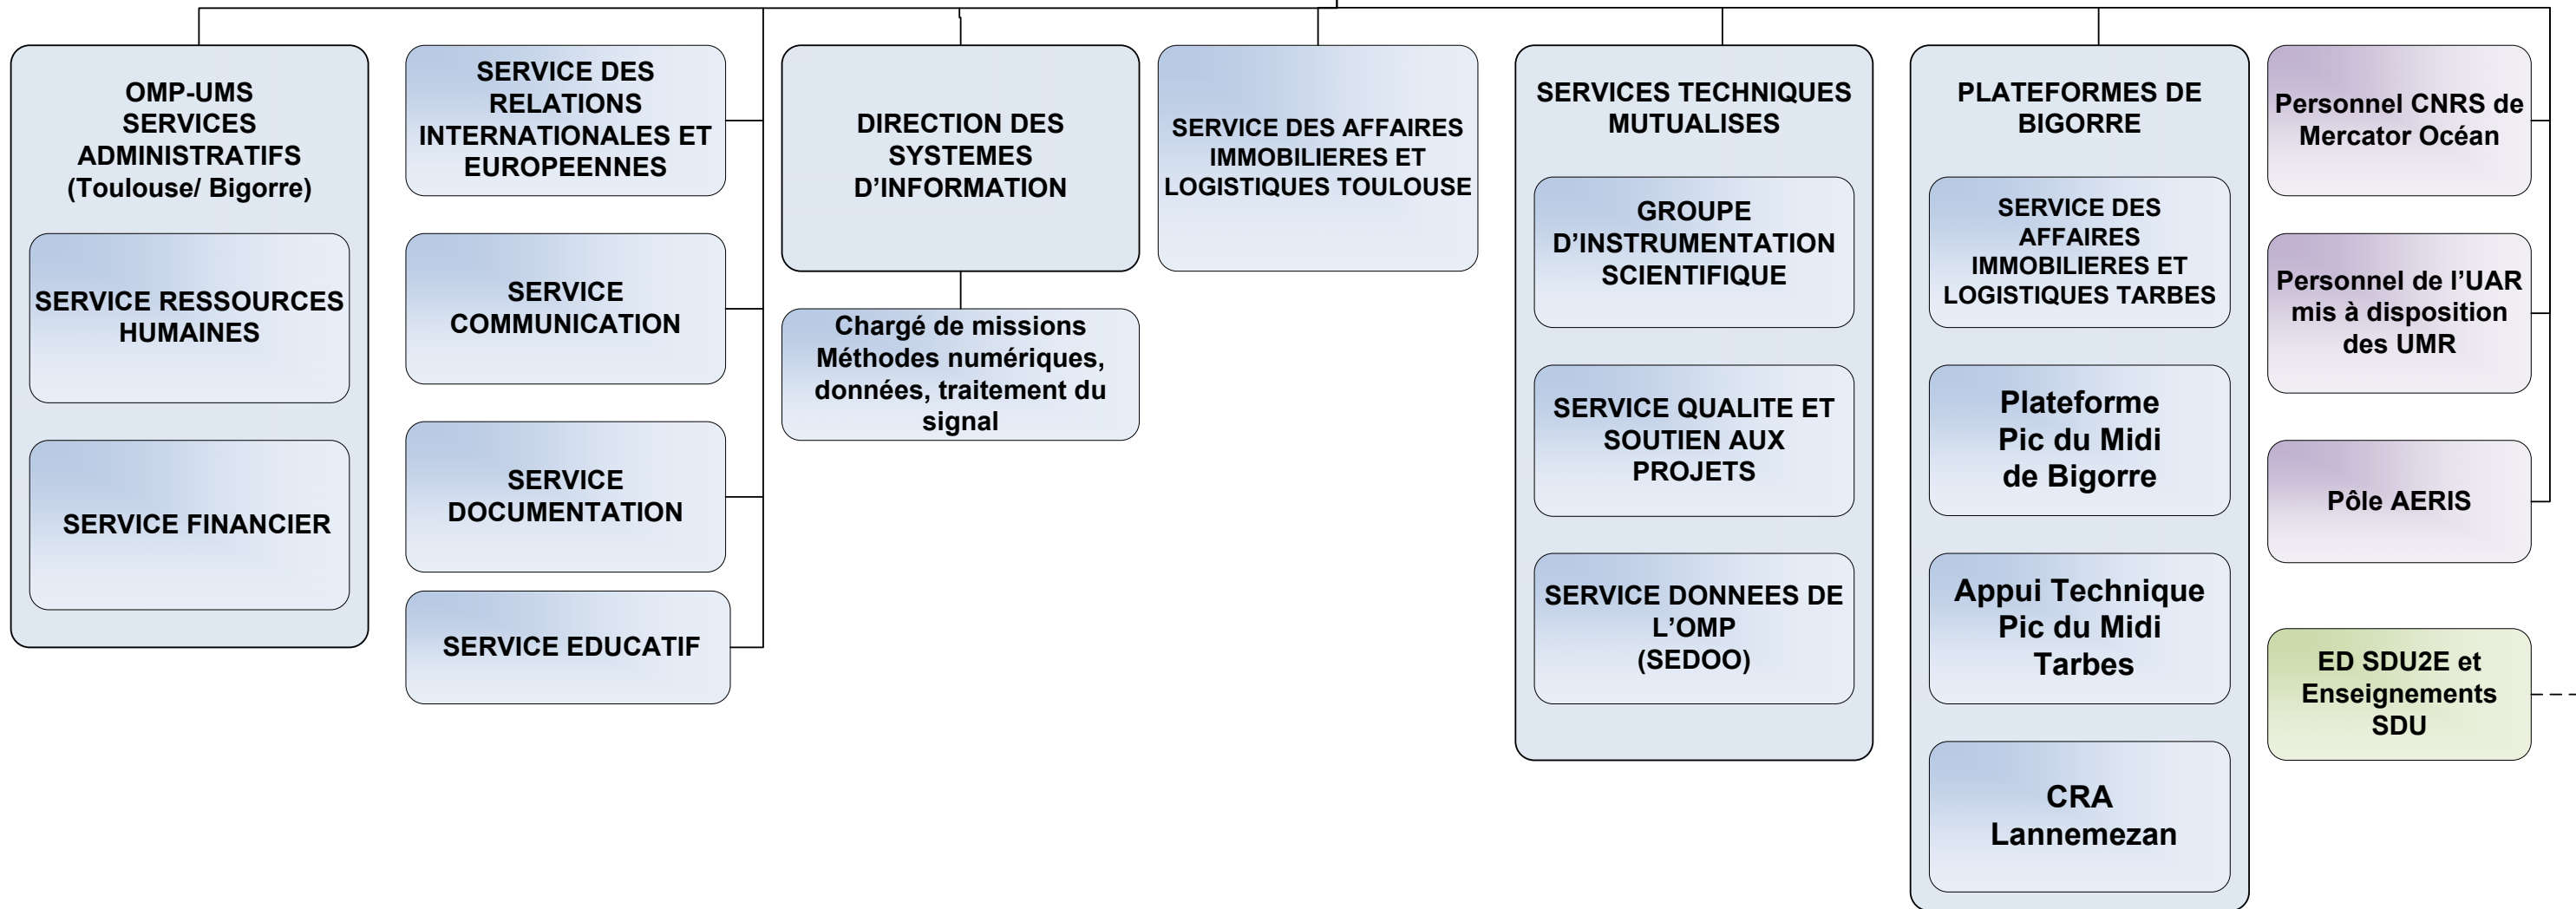 OMP-UMS
SERVICES
ADMINISTRATIFS
(Toulouse/ Bigorre)
SERVICE RESSOURCES
HUMAINES
SERVICE FINANCIER
SERVICE DES
RELATIONS
INTERNATIONALES ET
EUROPEENNES
SERVICE
COMMUNICATION
SERVICE
DOCUMENTATION
SERVICE EDUCATIF
DIRECTION DES
SYSTEMES
D’INFORMATION
Chargé de missions
Méthodes numériques,
données, traitement du
signal
SERVICE DES AFFAIRES
IMMOBILIERES ET
LOGISTIQUES TOULOUSE
SERVICES TECHNIQUES
MUTUALISES
GROUPE
D’INSTRUMENTATION
SCIENTIFIQUE
SERVICE QUALITE ET
SOUTIEN AUX
PROJETS
SERVICE DONNEES DE
L’OMP
(SEDOO)
PLATEFORMES DE
BIGORRE
SERVICE DES
AFFAIRES
IMMOBILIERES ET
LOGISTIQUES TARBES
Plateforme
Pic du Midi
de Bigorre
Appui Technique
Pic du Midi
Tarbes
CRA
Lannemezan
Personnel CNRS de
Mercator Océan
Personnel de l’UAR
mis à disposition
des UMR
Pôle AERIS
ED SDU2E et
Enseignements
SDU